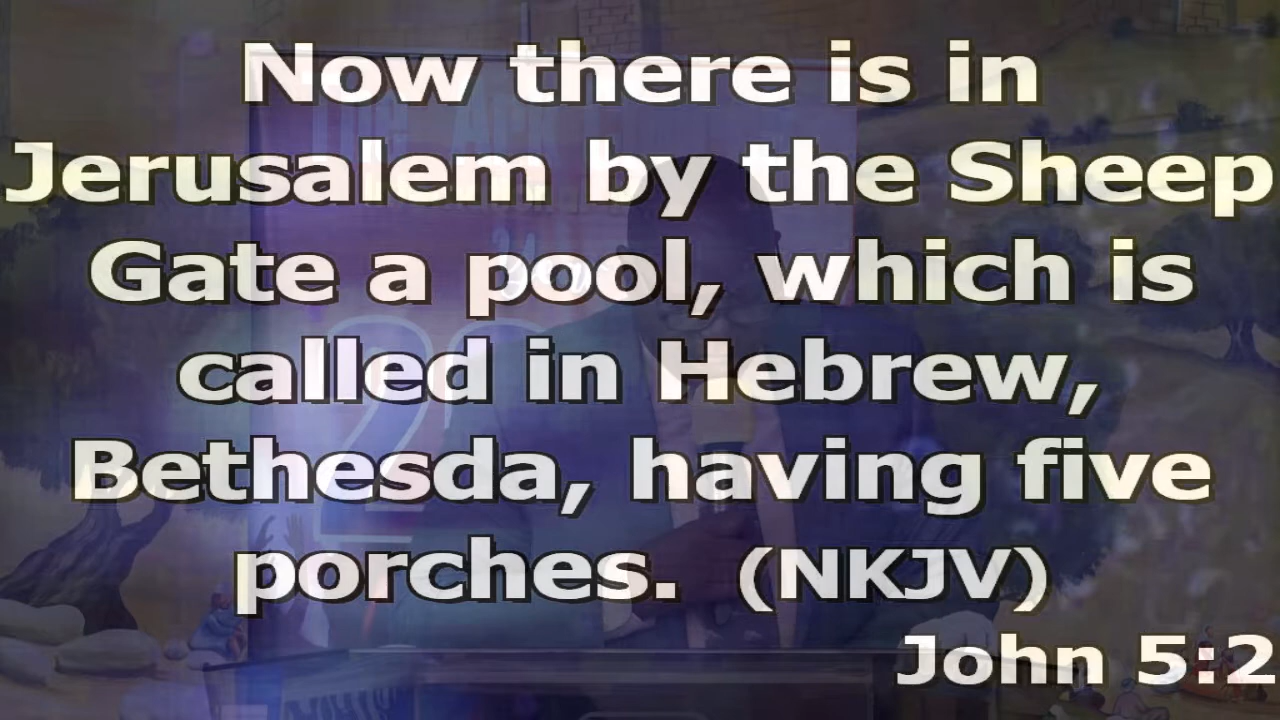 Now there is in
Jerusalem by the Sheep
Gate a pool, which is
called in Hebrew,
Bethesda, having five
porches. (NKJV)
John 5:2